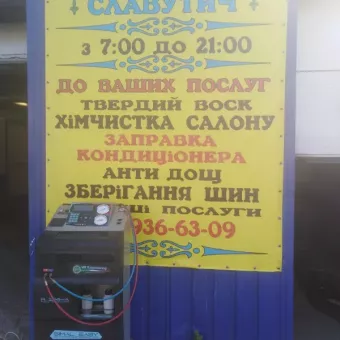 СЛАВУТИЧ
з 7:00 до 21:00
ДО ВАШИХ ПОСЛУГ
ТВЕРДИЙ ВОСК
ХІМЧИСТКА САЛОНУ
ЗАПРАВКА
КОНДИЦІОНЕРА
АНТИ ДОЩ
ЗБЕРІГАННЯ ШИН
ПОСЛУГИ
936-63-09